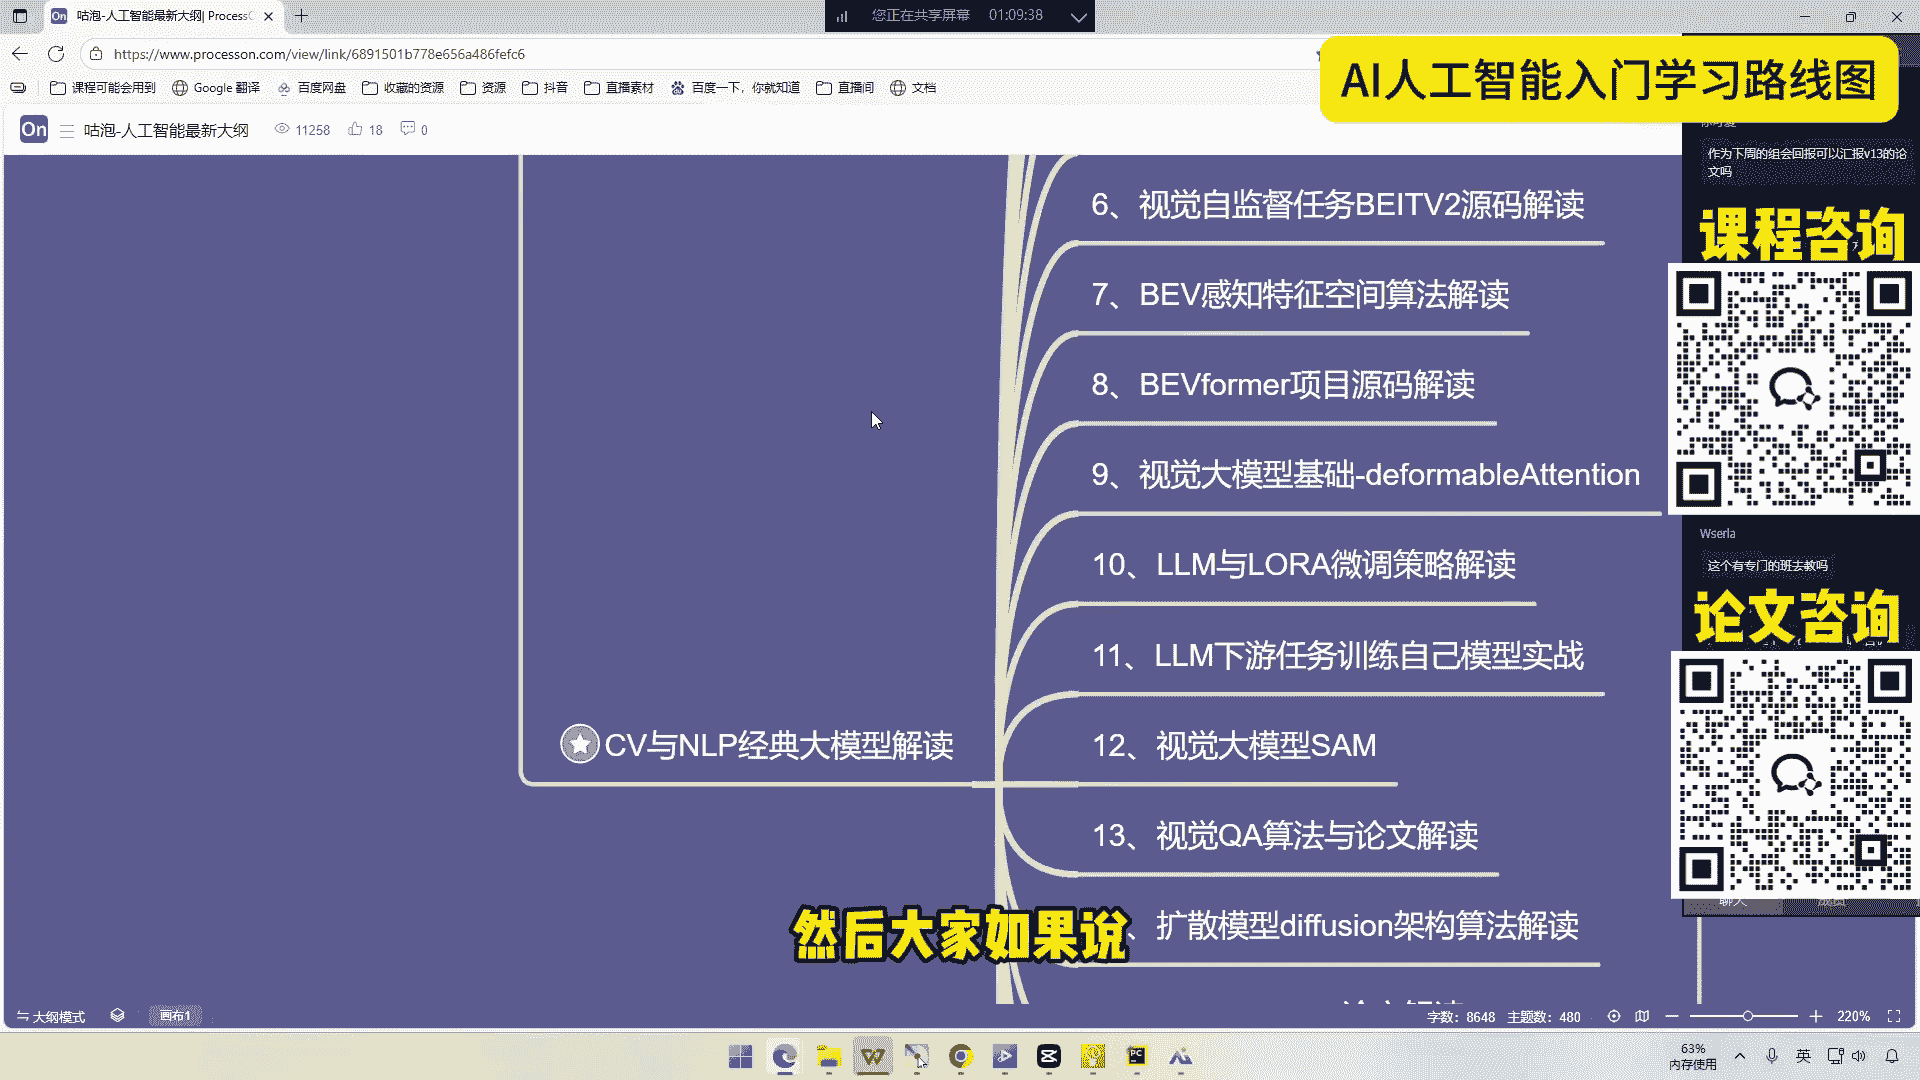 咕泡-人工智能最新大纲| Process
您正在共享屏幕 01:09:38
https://www.processon.com/view/link/6891501b778e656a486fefc6
课程可能会用到
Google 翻译
百度网盘
收藏的资源
资源
抖音
直播素材
百度一下，你就知道
直播间
文档
AI人工智能入门学习路线图
On
咕泡-人工智能最新大纲
11258
18
0
作为下周的组会回报可以汇报v13的论
文吗
课程咨询
6、视觉自监督任务BEITV2源码解读
7、BEV感知特征空间算法解读
8、BEVformer项目源码解读
9、视觉大模型基础-deformableAttention
10、LLM与LORA微调策略解读
11、LLM下游任务训练自己模型实战
CV与NLP经典大模型解读
12、视觉大模型SAM
13、视觉QA算法与论文解读
、扩散模型diffusion架构算法解读
Wserla
这个有专门的班去教吗
论文咨询
然后大家如果说
大纲模式
画布1
字数：8648
主题数：480
220%
63%
内存使用
英